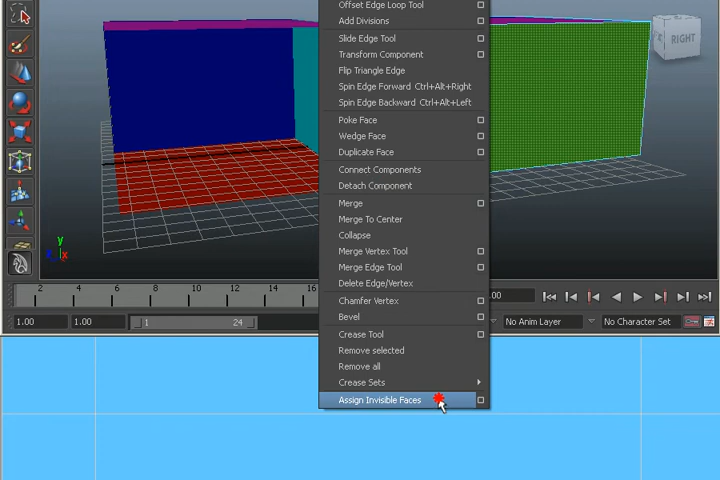 Offset Edge Loop Tool
Add Divisions
Slide Edge Tool
Transform Component
Flip Triangle Edge
Spin Edge Forward Ctrl+Alt+Right
Spin Edge Backward Ctrl+Alt+Left
Poke Face
Wedge Face
Duplicate Face
Connect Components
Detach Component
Merge
Merge To Center
Collapse
Merge Vertex Tool
Merge Edge Tool
Delete Edge/Vertex
Chamfer Vertex
Bevel
Crease Tool
Remove selected
Remove all
Crease Sets
Assign Invisible Faces
RIGHT
y
x
2 4 6 8 10 12 14 16
.00
1.00 1.00 1 24 No Anim Layer No Character Set